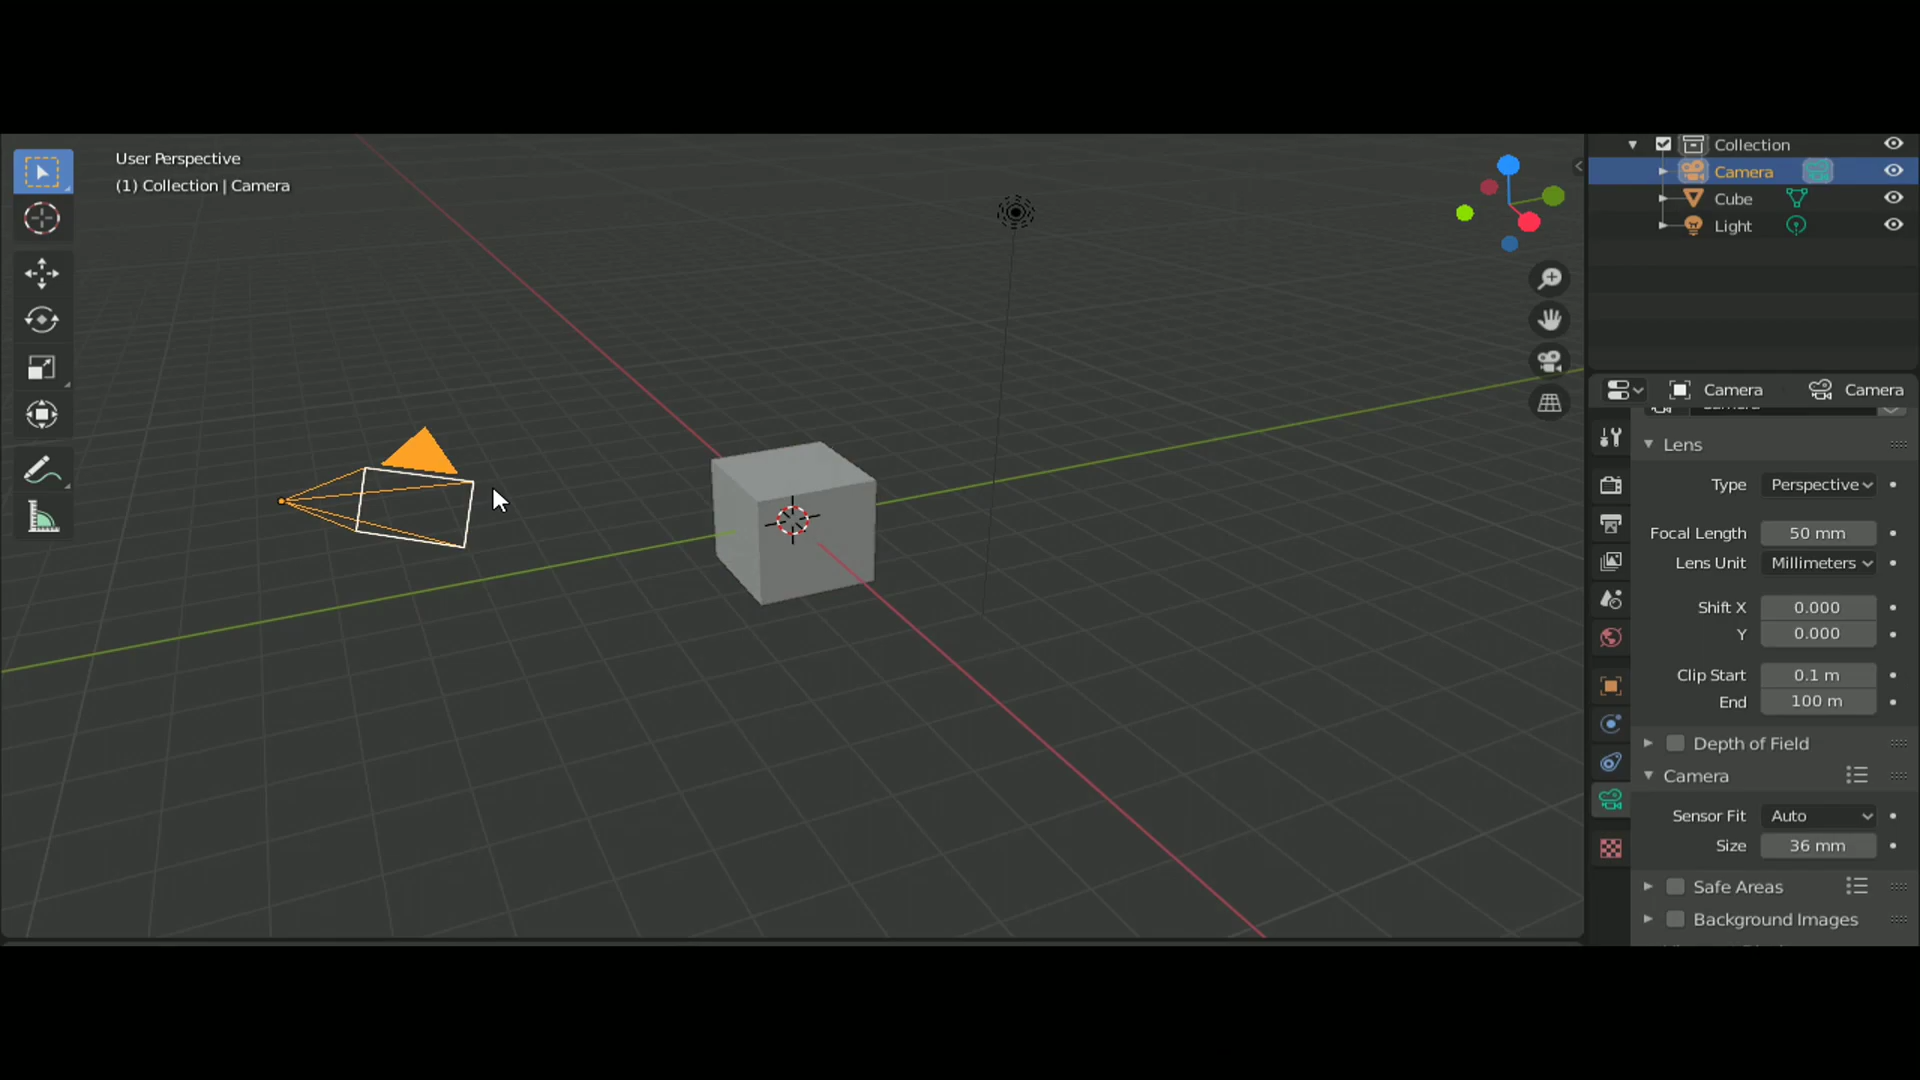 User Perspective
(1) Collection | Camera
Collection
Camera
Cube
Light
Camera
Camera
Lens
Type
Perspective
Focal Length
50 mm
Lens Unit
Millimeters
Shift X
0.000
Y
0.000
Clip Start
0.1 m
End
100 m
Depth of Field
Camera
Sensor Fit
Auto
Size
36 mm
Safe Areas
Background Images